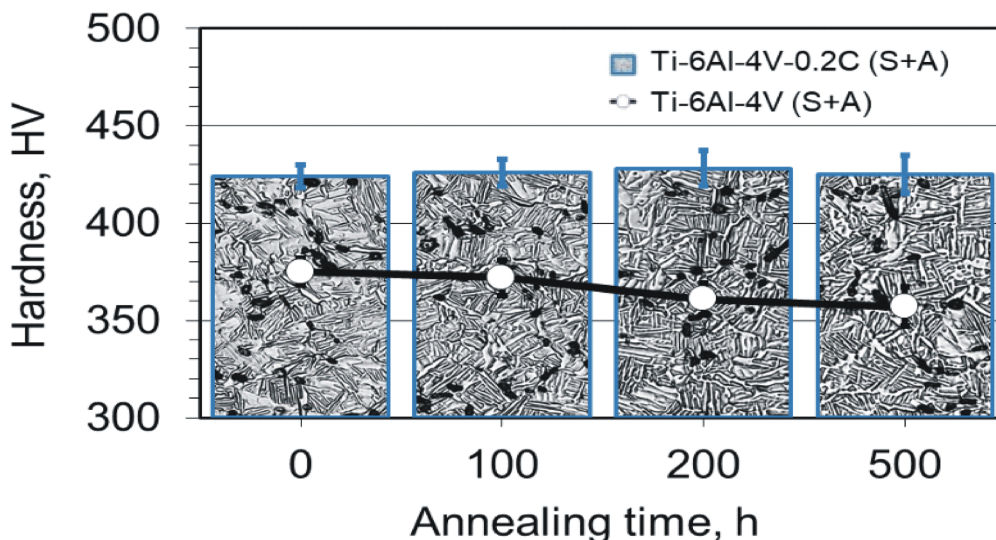 500
450
400
350
300
Hardness, HV
Ti-6Al-4V-0.2C (S+A)
Ti-6Al-4V (S+A)
0 100 200 500
Annealing time, h